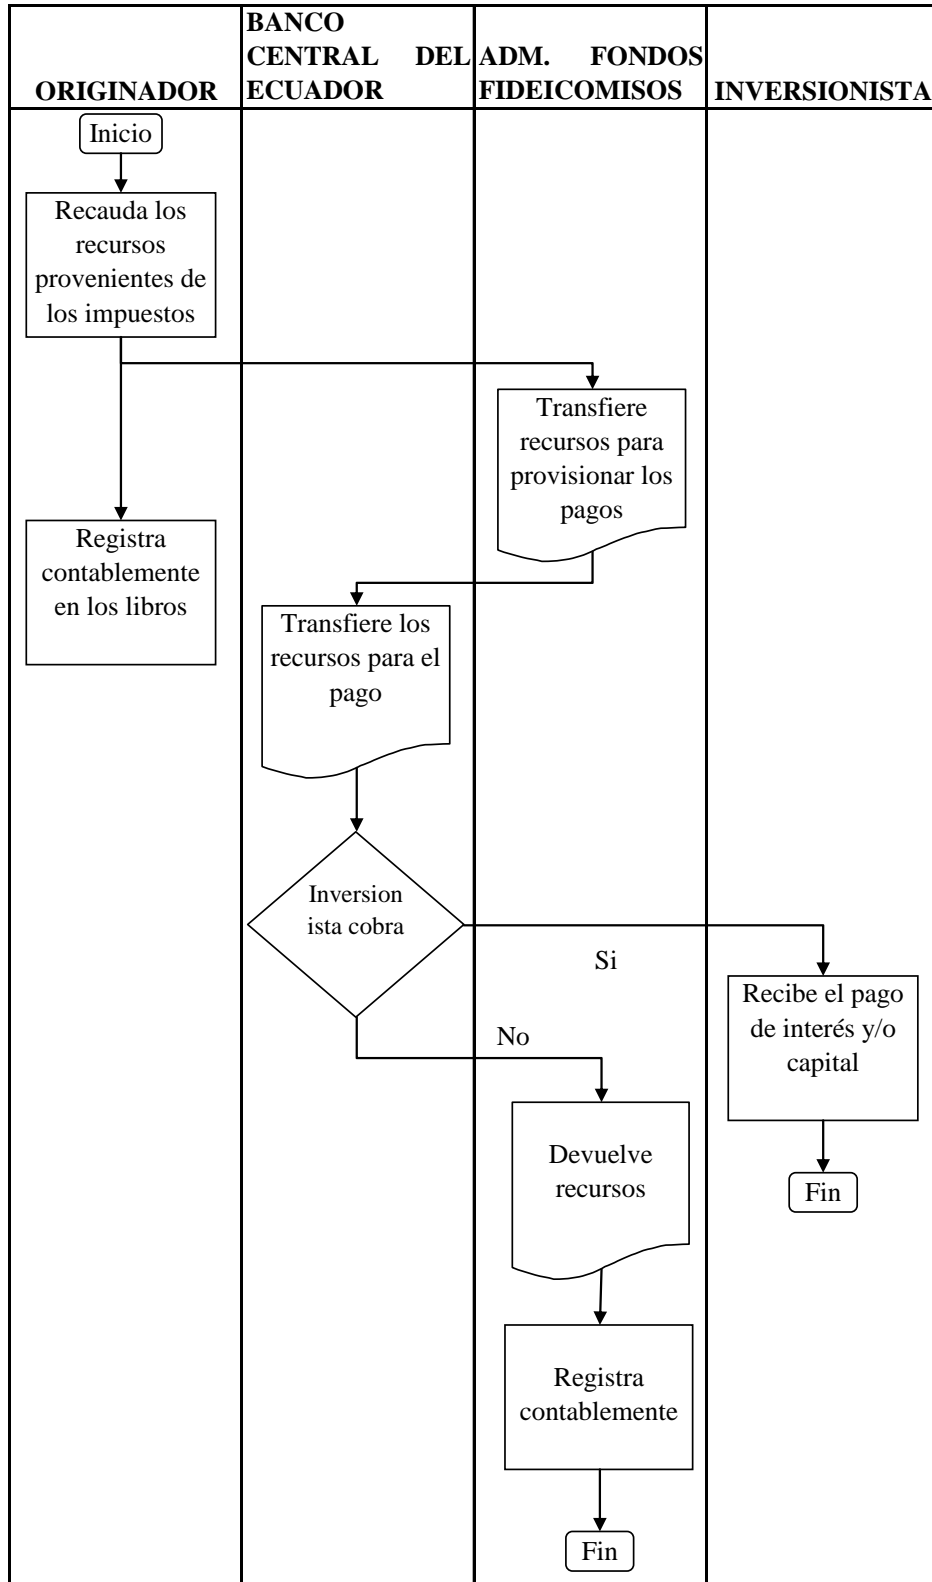 ORIGINADOR
BANCO
CENTRAL DEL
ECUADOR
ADM. FONDOS
FIDEICOMISOS
INVERSIONISTA
Inicio
Recauda los
recursos
provenientes de
los impuestos
Transfiere
recursos para
provisionar los
pagos
Registra
contablemente
en los libros
Transfiere los
recursos para el
pago
Inversion
ista cobra
Si
Recibe el pago
de interés y/o
capital
No
Devuelve
recursos
Fin
Registra
contablemente
Fin